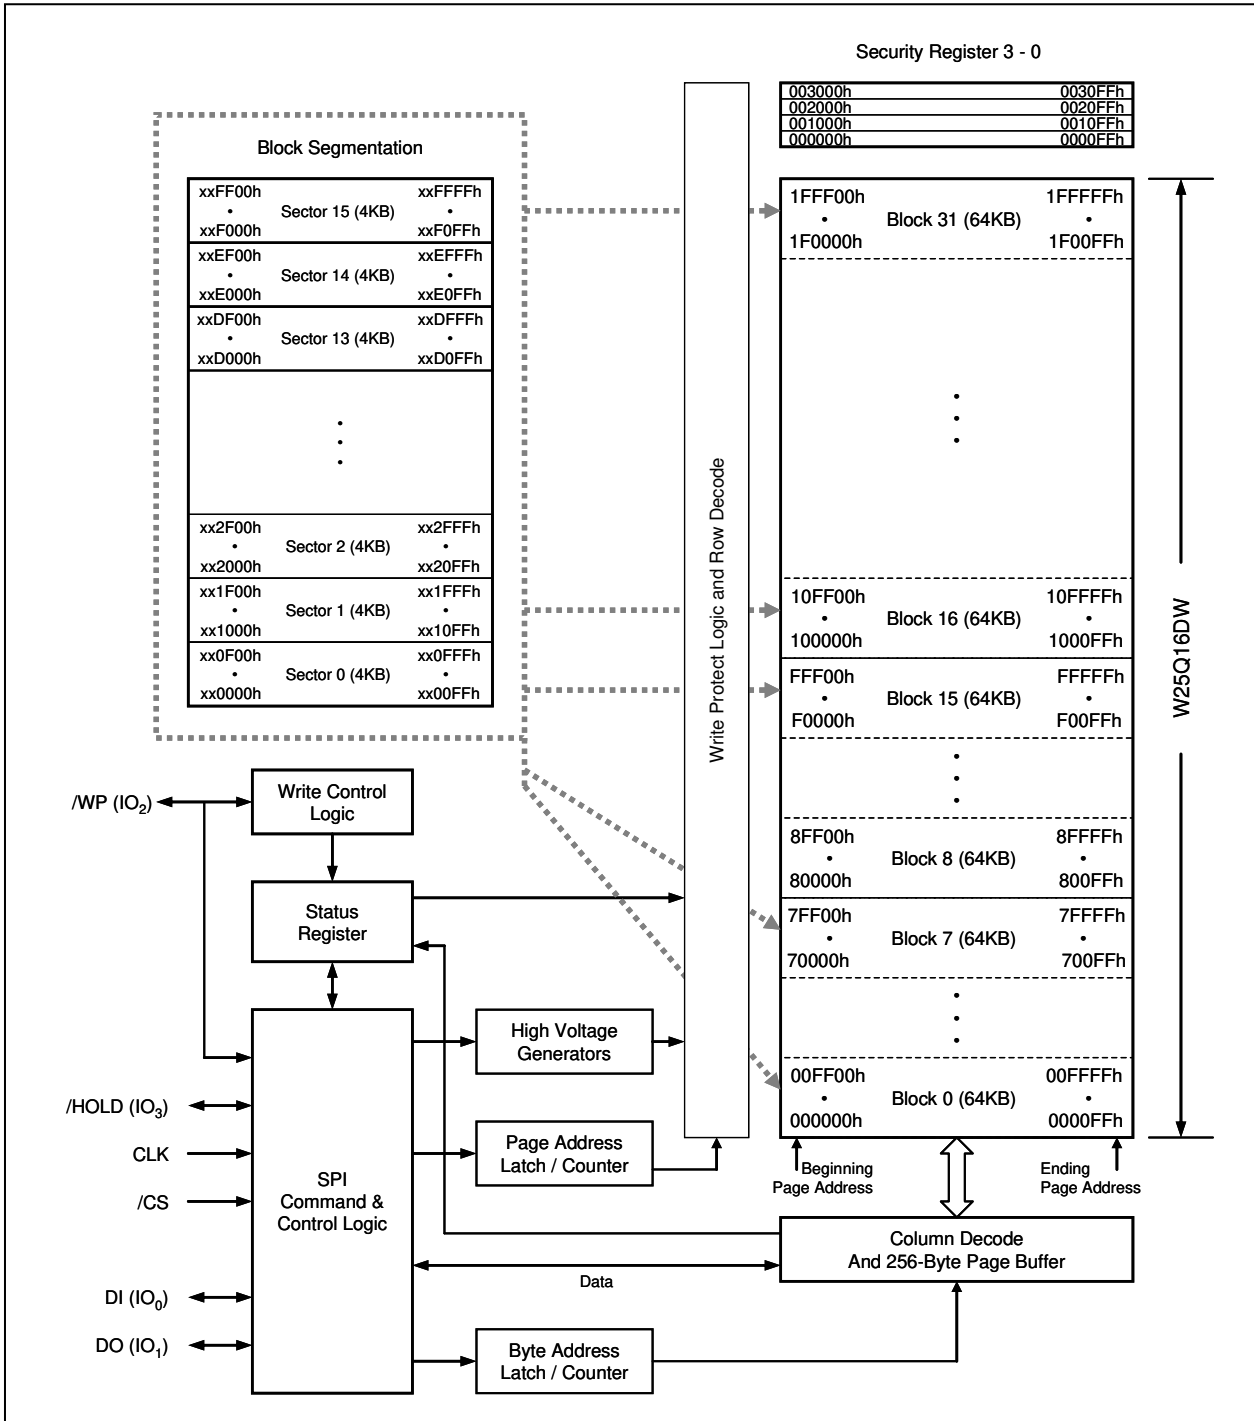 Security Register 3 - 0
003000h 0030FFh
002000h 0020FFh
001000h 0010FFh
000000h 0000FFh
Block Segmentation
xxFF00h xxFFFFh
• Sector 15 (4KB) •
xxF000h xxF0FFh
xxEF00h xxEFFFh
• Sector 14 (4KB) •
xxE000h xxE0FFh
xxDF00h xxDFFFh
• Sector 13 (4KB) •
xxD000h xxD0FFh
xx2F00h xx2FFFh
• Sector 2 (4KB) •
xx2000h xx20FFh
xx1F00h xx1FFFh
• Sector 1 (4KB) •
xx1000h xx10FFh
xx0F00h xx0FFFh
• Sector 0 (4KB) •
xx0000h xx00FFh
Write Protect Logic and Row Decode
1FFF00h 1FFFFFh
• Block 31 (64KB) •
1F0000h 1F00FFh
10FF00h 10FFFFh
• Block 16 (64KB) •
100000h 1000FFh
FFF00h FFFFFh
• Block 15 (64KB) •
F0000h F00FFh
8FF00h 8FFFFh
• Block 8 (64KB) •
80000h 800FFh
7FF00h 7FFFFh
• Block 7 (64KB) •
70000h 700FFh
00FF00h 00FFFFh
• Block 0 (64KB) •
000000h 0000FFh
W25Q16DW
Beginning
Page Address
Ending
Page Address
/WP (IO2)
Write Control
Logic
Status
Register
High Voltage
Generators
/HOLD (IO3)
CLK
/CS
DI (IO0)
DO (IO1)
SPI
Command &
Control Logic
Page Address
Latch / Counter
Column Decode
And 256-Byte Page Buffer
Data
Byte Address
Latch / Counter